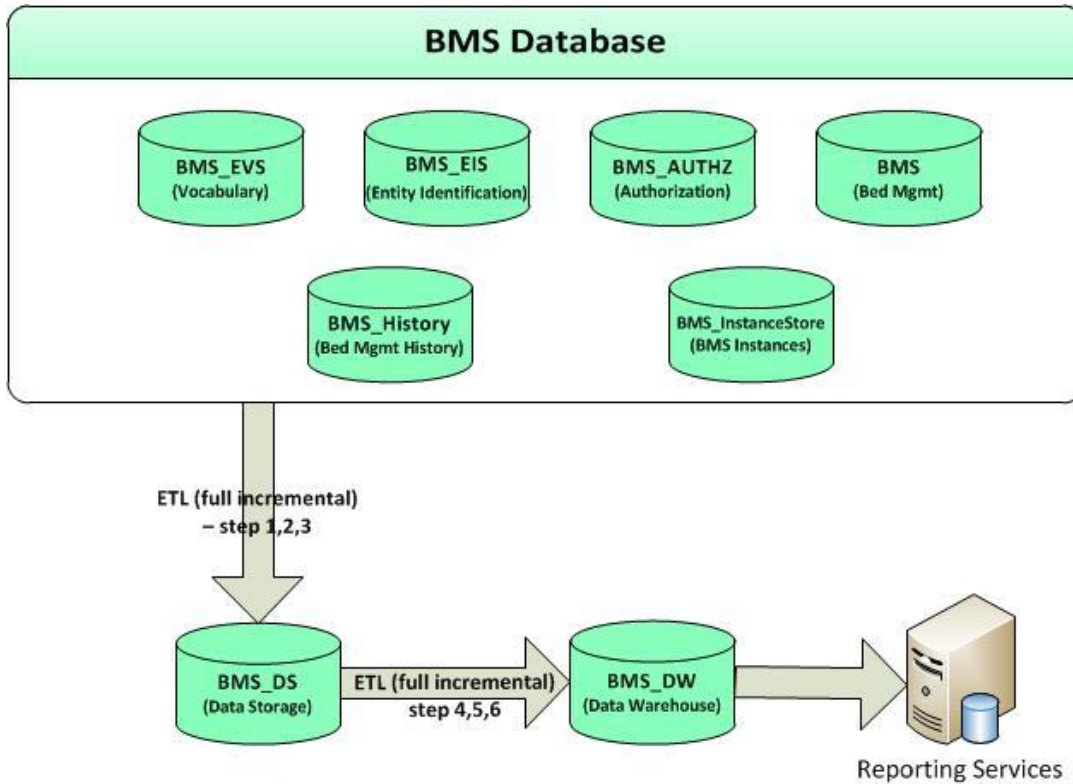 BMS Database
BMS_EVS
(Vocabulary)
BMS_EIS
(Entity Identification)
BMS_AUTHZ
(Authorization)
BMS
(Bed Mgmt)
BMS_History
(Bed Mgmt History)
BMS_InstanceStore
(BMS Instances)
ETL (full incremental)
– step 1,2,3
BMS_DS
(Data Storage)
ETL (full incremental)
step 4,5,6
BMS_DW
(Data Warehouse)
Reporting Services